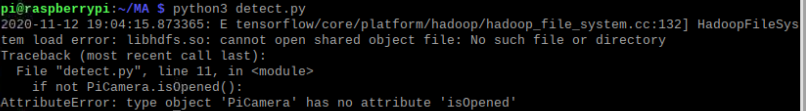 pi@raspberrypi:~/MA $ python3 detect.py
2020-11-12 19:04:15.873365: E tensorflow/core/platform/hadoop/hadoop_file_system.cc:132] HadoopFileSys
tem load error: libhdfs.so: cannot open shared object file: No such file or directory
Traceback (most recent call last):
  File "detect.py", line 11, in <module>
    if not PiCamera.isOpened():
AttributeError: type object 'PiCamera' has no attribute 'isOpened'